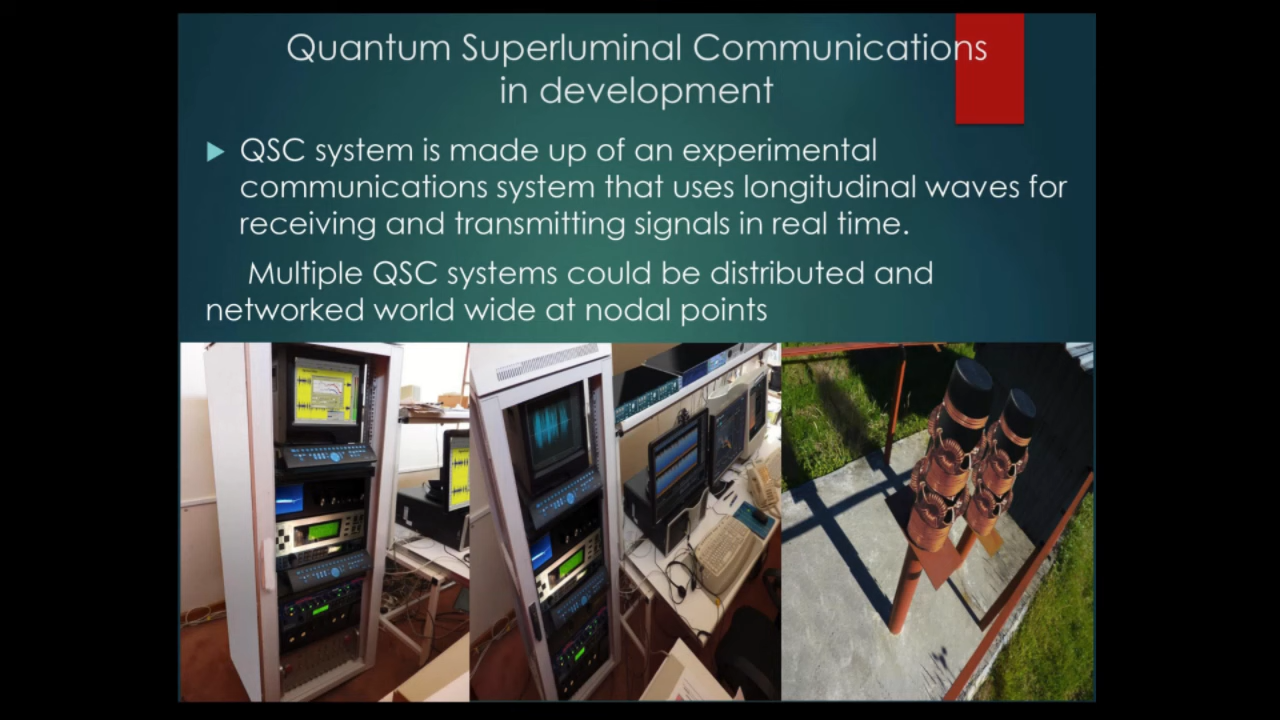 Quantum Superluminal Communications
in development
QSC system is made up of an experimental
communications system that uses longitudinal waves for
receiving and transmitting signals in real time.
Multiple QSC systems could be distributed and
networked world wide at nodal points